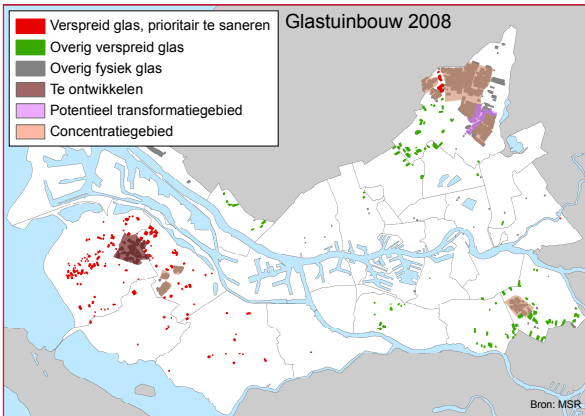 Glastuinbouw 2008
Verspreid glas, prioritair te saneren
Overig verspreid glas
Overig fysiek glas
Te ontwikkelen
Potentieel transformatiegebied
Concentratiegebied
Bron: MSR